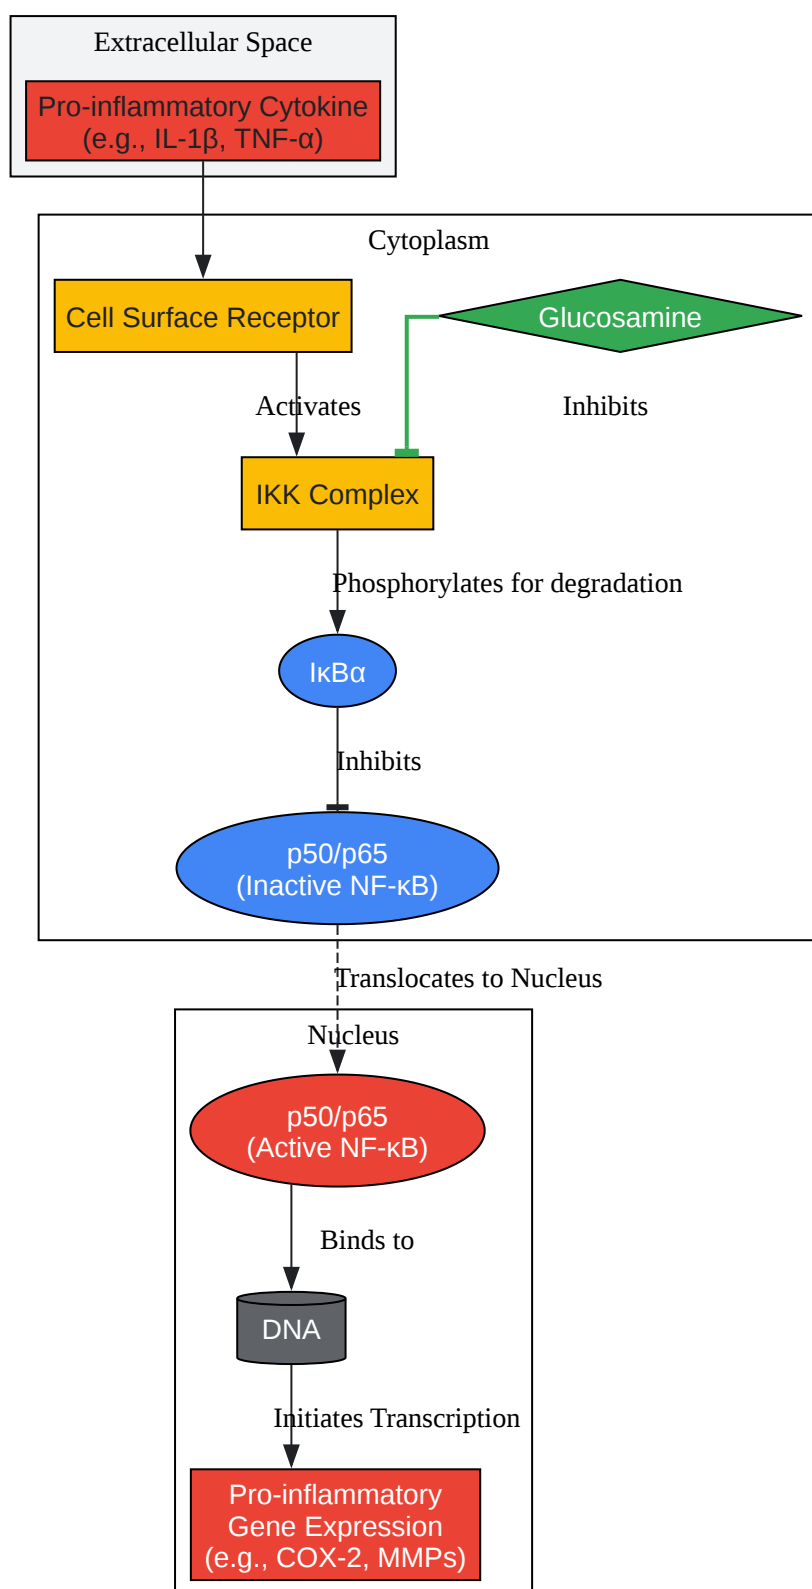 Extracellular Space
Pro-inflammatory Cytokine
(e.g., IL-1β, TNF-α)
Cytoplasm
Cell Surface Receptor
Glucosamine
Activates
Inhibits
IKK Complex
Phosphorylates for degradation
IκBα
Inhibits
p50/p65
(Inactive NF-κB)
Translocates to Nucleus
Nucleus
p50/p65
(Active NF-κB)
Binds to
DNA
Initiates Transcription
Pro-inflammatory
Gene Expression
(e.g., COX-2, MMPs)